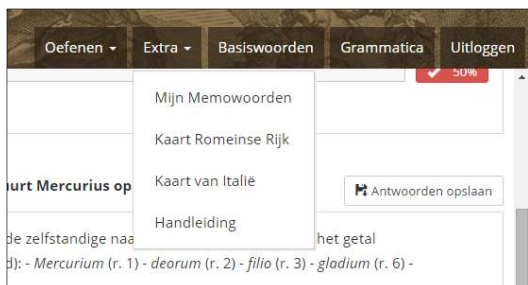 Oefenen Extra Basiswoorden Grammatica Uitloggen
50%
Mijn Memowoorden
Kaart Romeinse Rijk
Kaart van Italië
Handleiding
uurt Mercurius op
Antwoorden opslaan
de zelfstandige naa het getal
d): - Mercurium (r. 1) - deorum (r. 2) - filio (r. 3) - gladium (r. 6) -